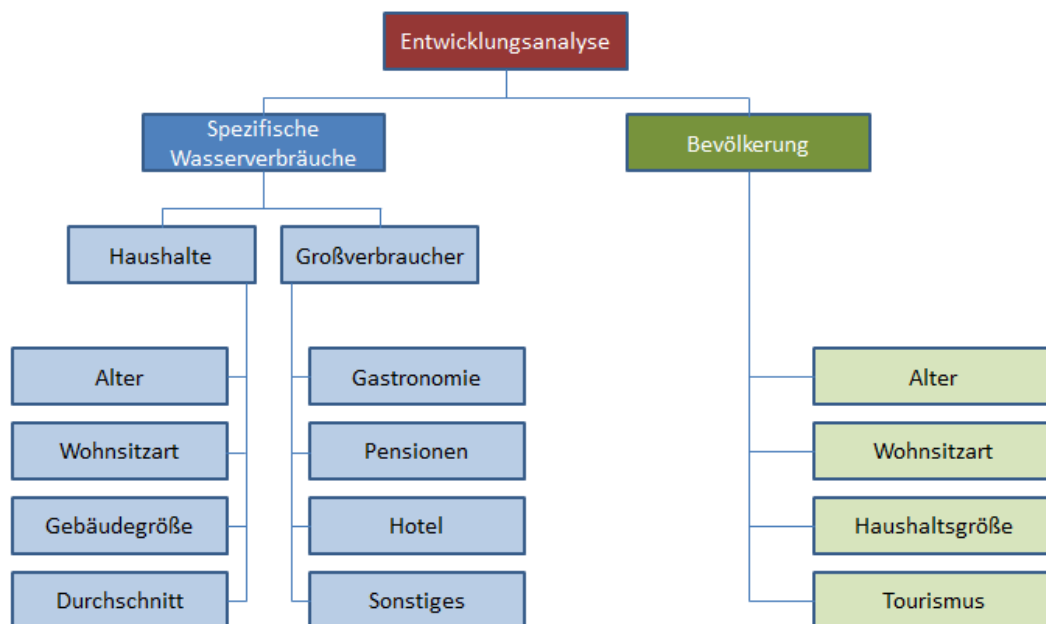 Entwicklungsanalyse
Spezifische
Wasserverbräuche
Bevölkerung
Haushalte
Großverbraucher
Alter
Gastronomie
Alter
Wohnsitzart
Pensionen
Wohnsitzart
Gebäudegröße
Hotel
Haushaltsgröße
Durchschnitt
Sonstiges
Tourismus